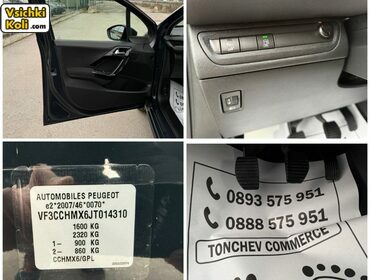 Vsichki
Koli.com
AUTOMOBILES PEUGEOT
e2*2007/46*0070*
VF3CCHMX6JT014310
1600 KG
2320 KG
1- 900 KG
2- 860 KG
CCHMX6/GPL
0893 575 951
0888 575 951
TONCHEV COMMERCE